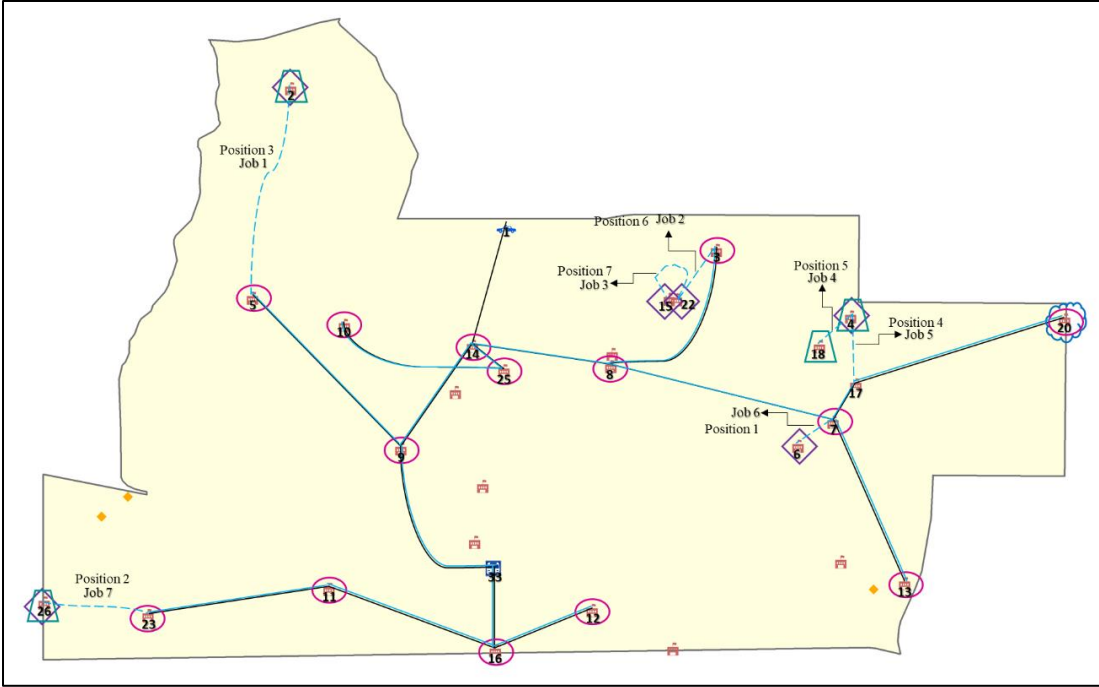 2
Position 3
Job 1
1
Position 6 Job 2
3
Position 7
Job 3
15 22
Position 5
Job 4
4
18
Position 4
Job 5
20
5
10
14
25
8
17
Job 6
Position 1
7
6
9
33
Position 2
Job 7
26
23
11
12
13
16